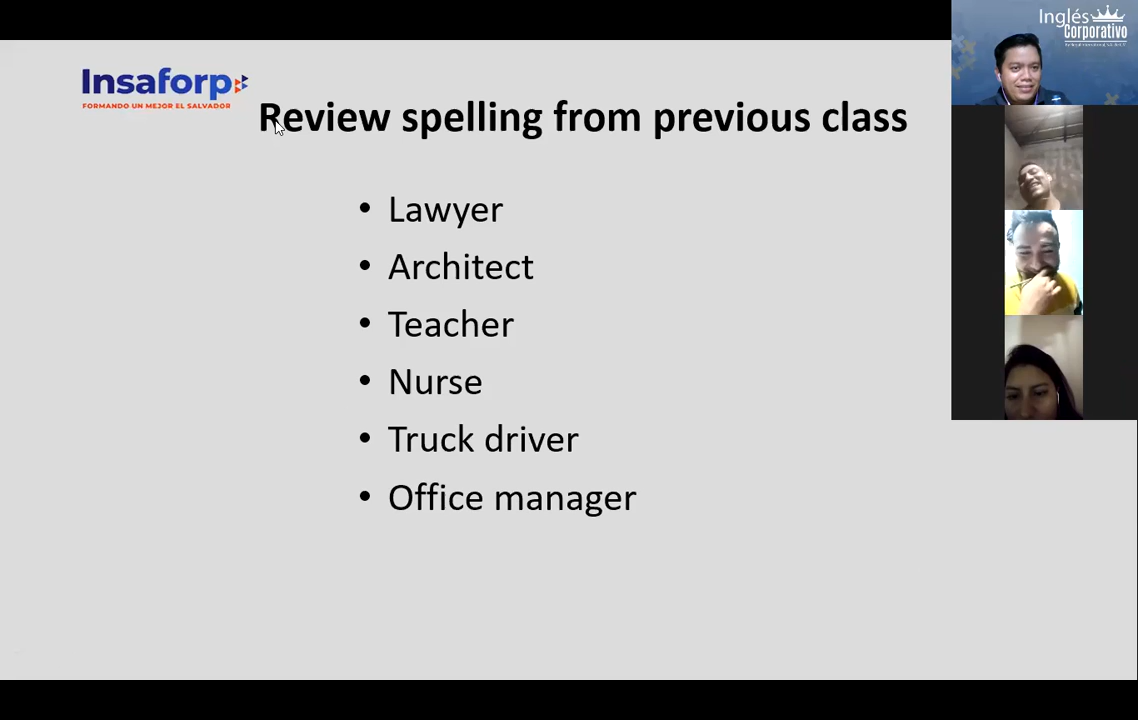 Inglés
Corporativo
Insaforp
FORMANDO UN MEJOR EL SALVADOR
Review spelling from previous class
• Lawyer
• Architect
• Teacher
• Nurse
• Truck driver
• Office manager